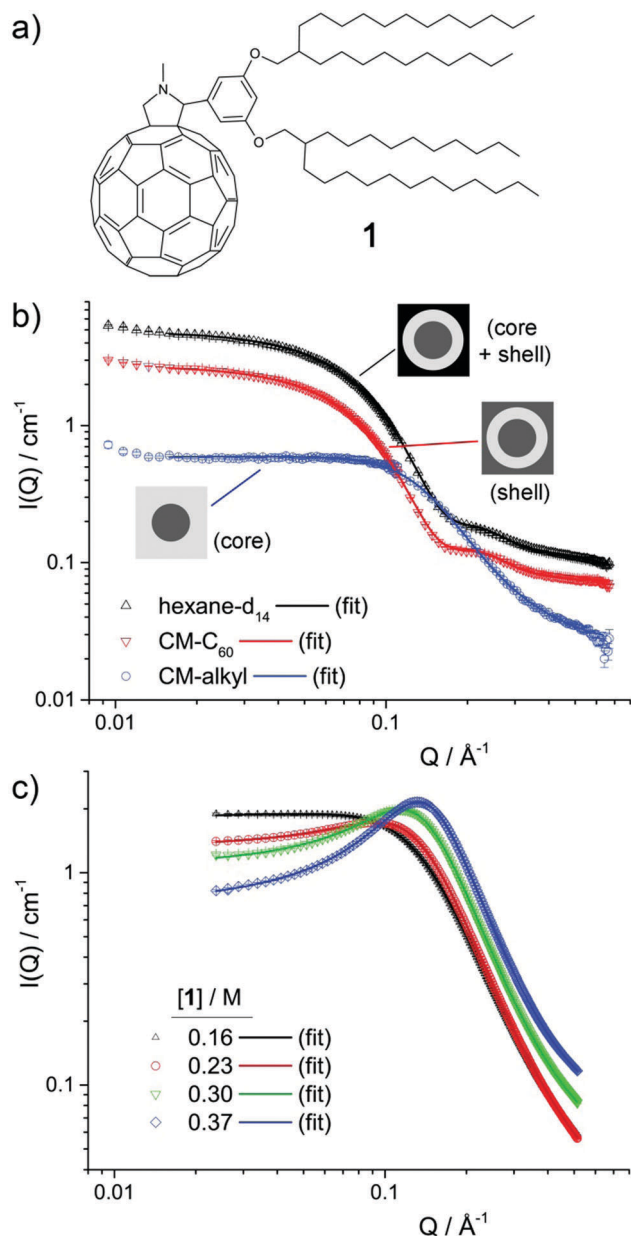 a)
N
O
O
1
b)
I(Q) / cm⁻¹
1
0.1
0.01
(core
+ shell)
(shell)
(core)
hexane-d₁₄ (fit)
CM-C₆₀ (fit)
CM-alkyl (fit)
0.01 0.1
Q / Å⁻¹
c)
I(Q) / cm⁻¹
1
0.1
[1] / M
0.16 (fit)
0.23 (fit)
0.30 (fit)
0.37 (fit)
0.01 0.1
Q / Å⁻¹